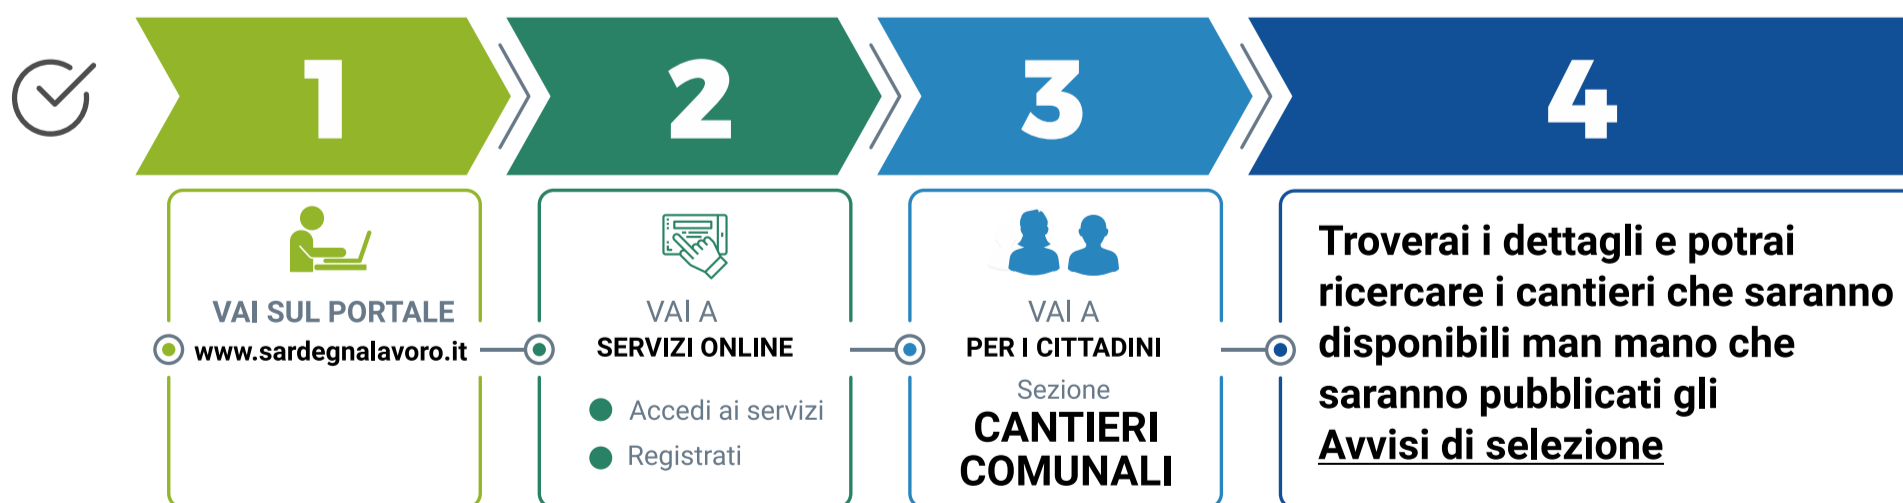 1
2
3
4
VAI SUL PORTALE
www.sardegnalavoro.it
VAI A
SERVIZI ONLINE
Accedi ai servizi
Registrati
VAI A
PER I CITTADINI
Sezione
CANTIERI
COMUNALI
Troverai i dettagli e potrai
ricercare i cantieri che saranno
disponibili man mano che
saranno pubblicati gli
Avvisi di selezione